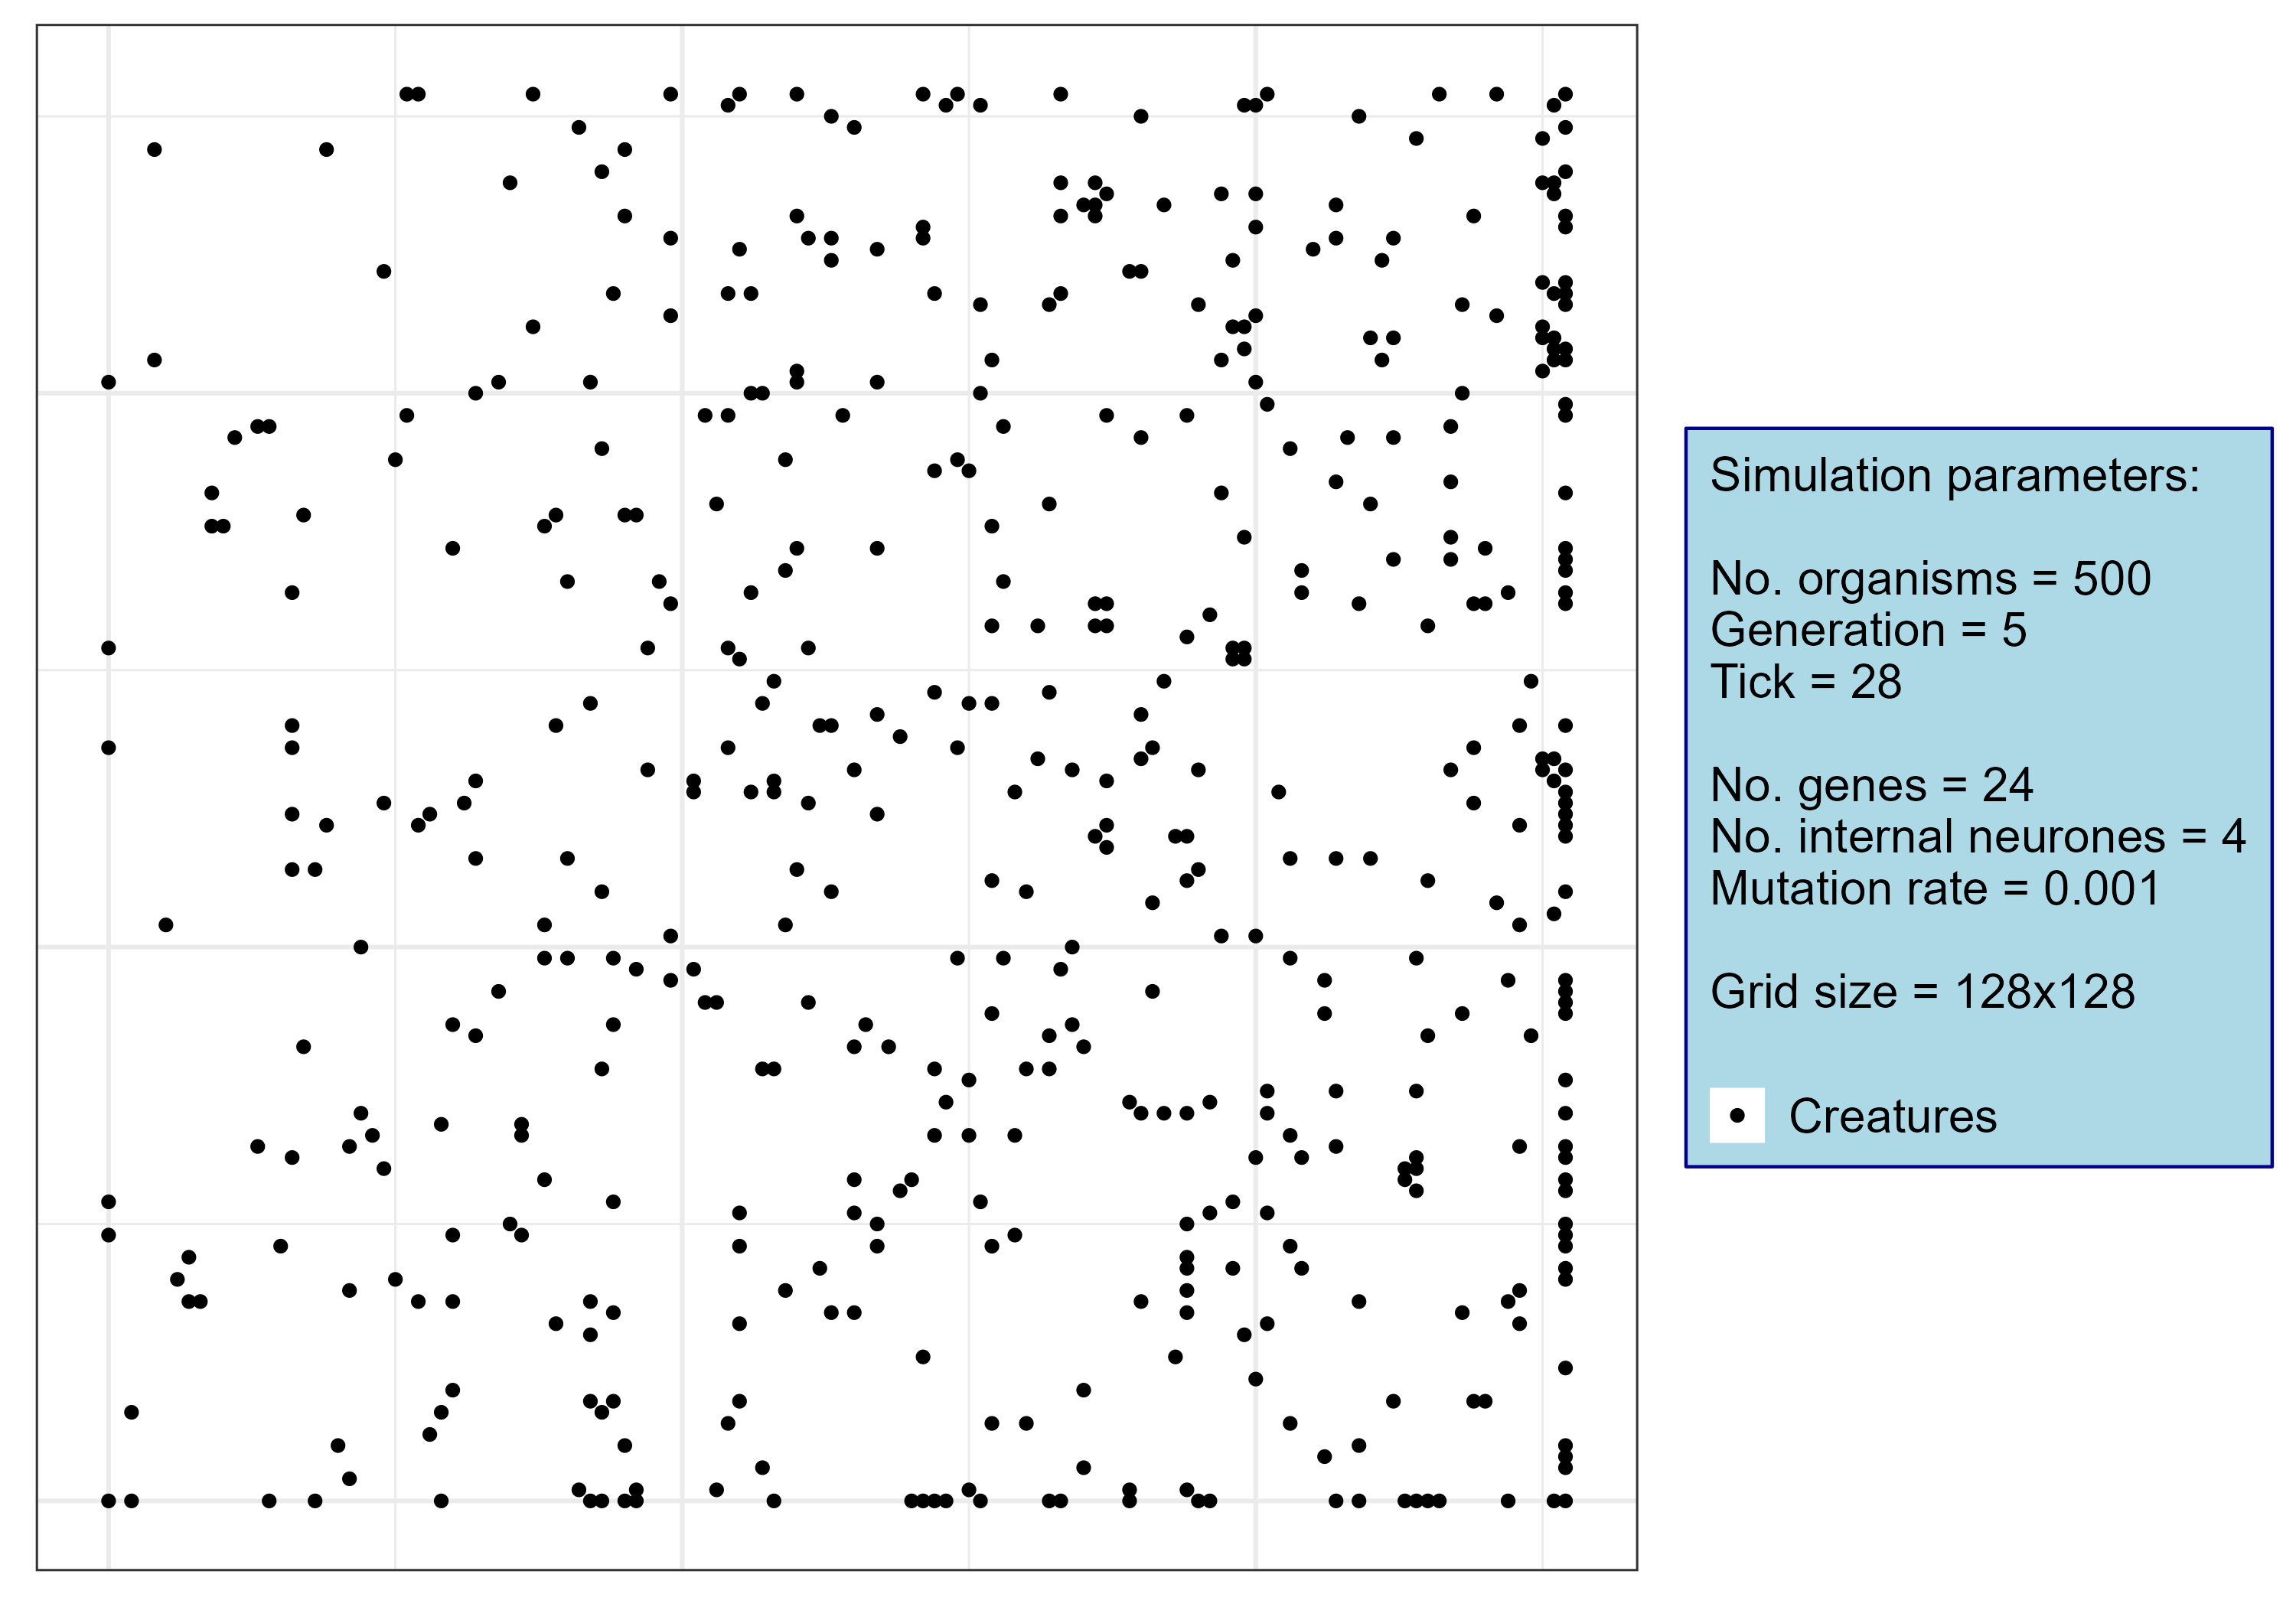 Simulation parameters:
No. organisms = 500
Generation = 5
Tick = 28
No. genes = 24
No. internal neurones = 4
Mutation rate = 0.001
Grid size = 128x128
Creatures